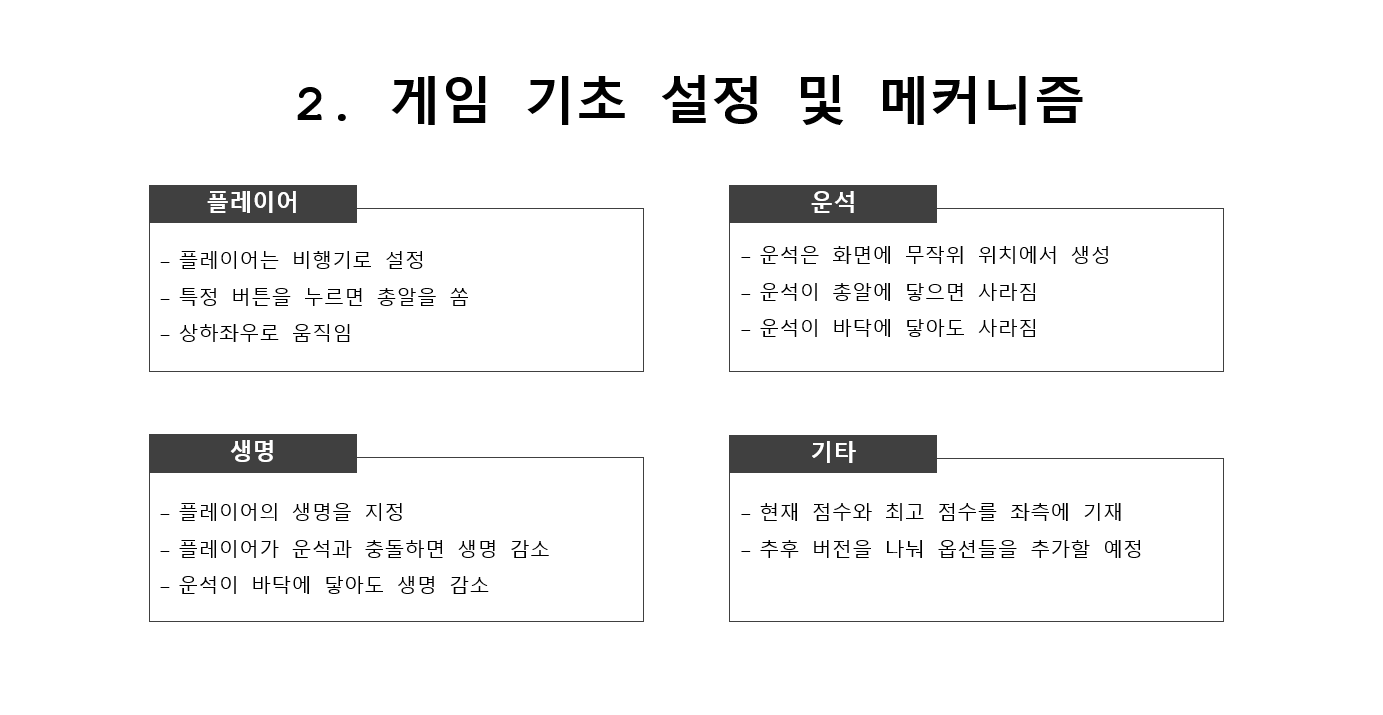 2. 게임 기초 설정 및 메커니즘
플레이어
– 플레이어는 비행기로 설정
– 특정 버튼을 누르면 총알을 쏨
– 상하좌우로 움직임
운석
– 운석은 화면에 무작위 위치에서 생성
– 운석이 총알에 닿으면 사라짐
– 운석이 바닥에 닿아도 사라짐
생명
– 플레이어의 생명을 지정
– 플레이어가 운석과 충돌하면 생명 감소
– 운석이 바닥에 닿아도 생명 감소
기타
– 현재 점수와 최고 점수를 좌측에 기재
– 추후 버전을 나눠 옵션들을 추가할 예정